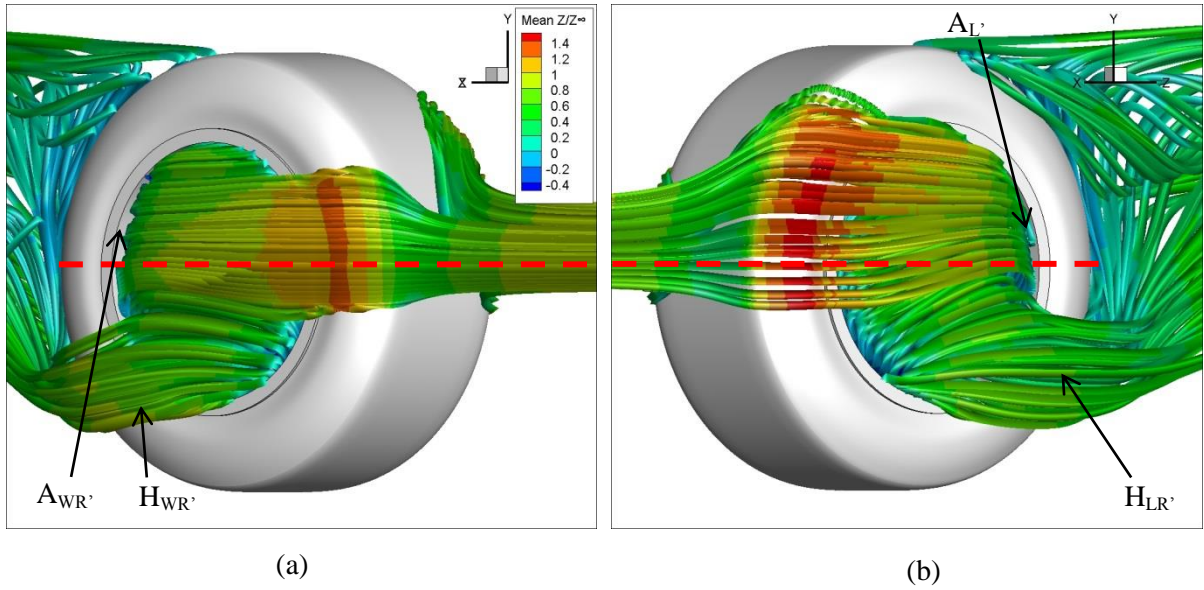 Mean Z/Z∞
1.4
1.2
1
0.8
0.6
0.4
0.2
0
-0.2
-0.4
Y
X
Z
A_L'
Y
X
Z
A_WR'
H_WR'
H_LR'
(a)
(b)